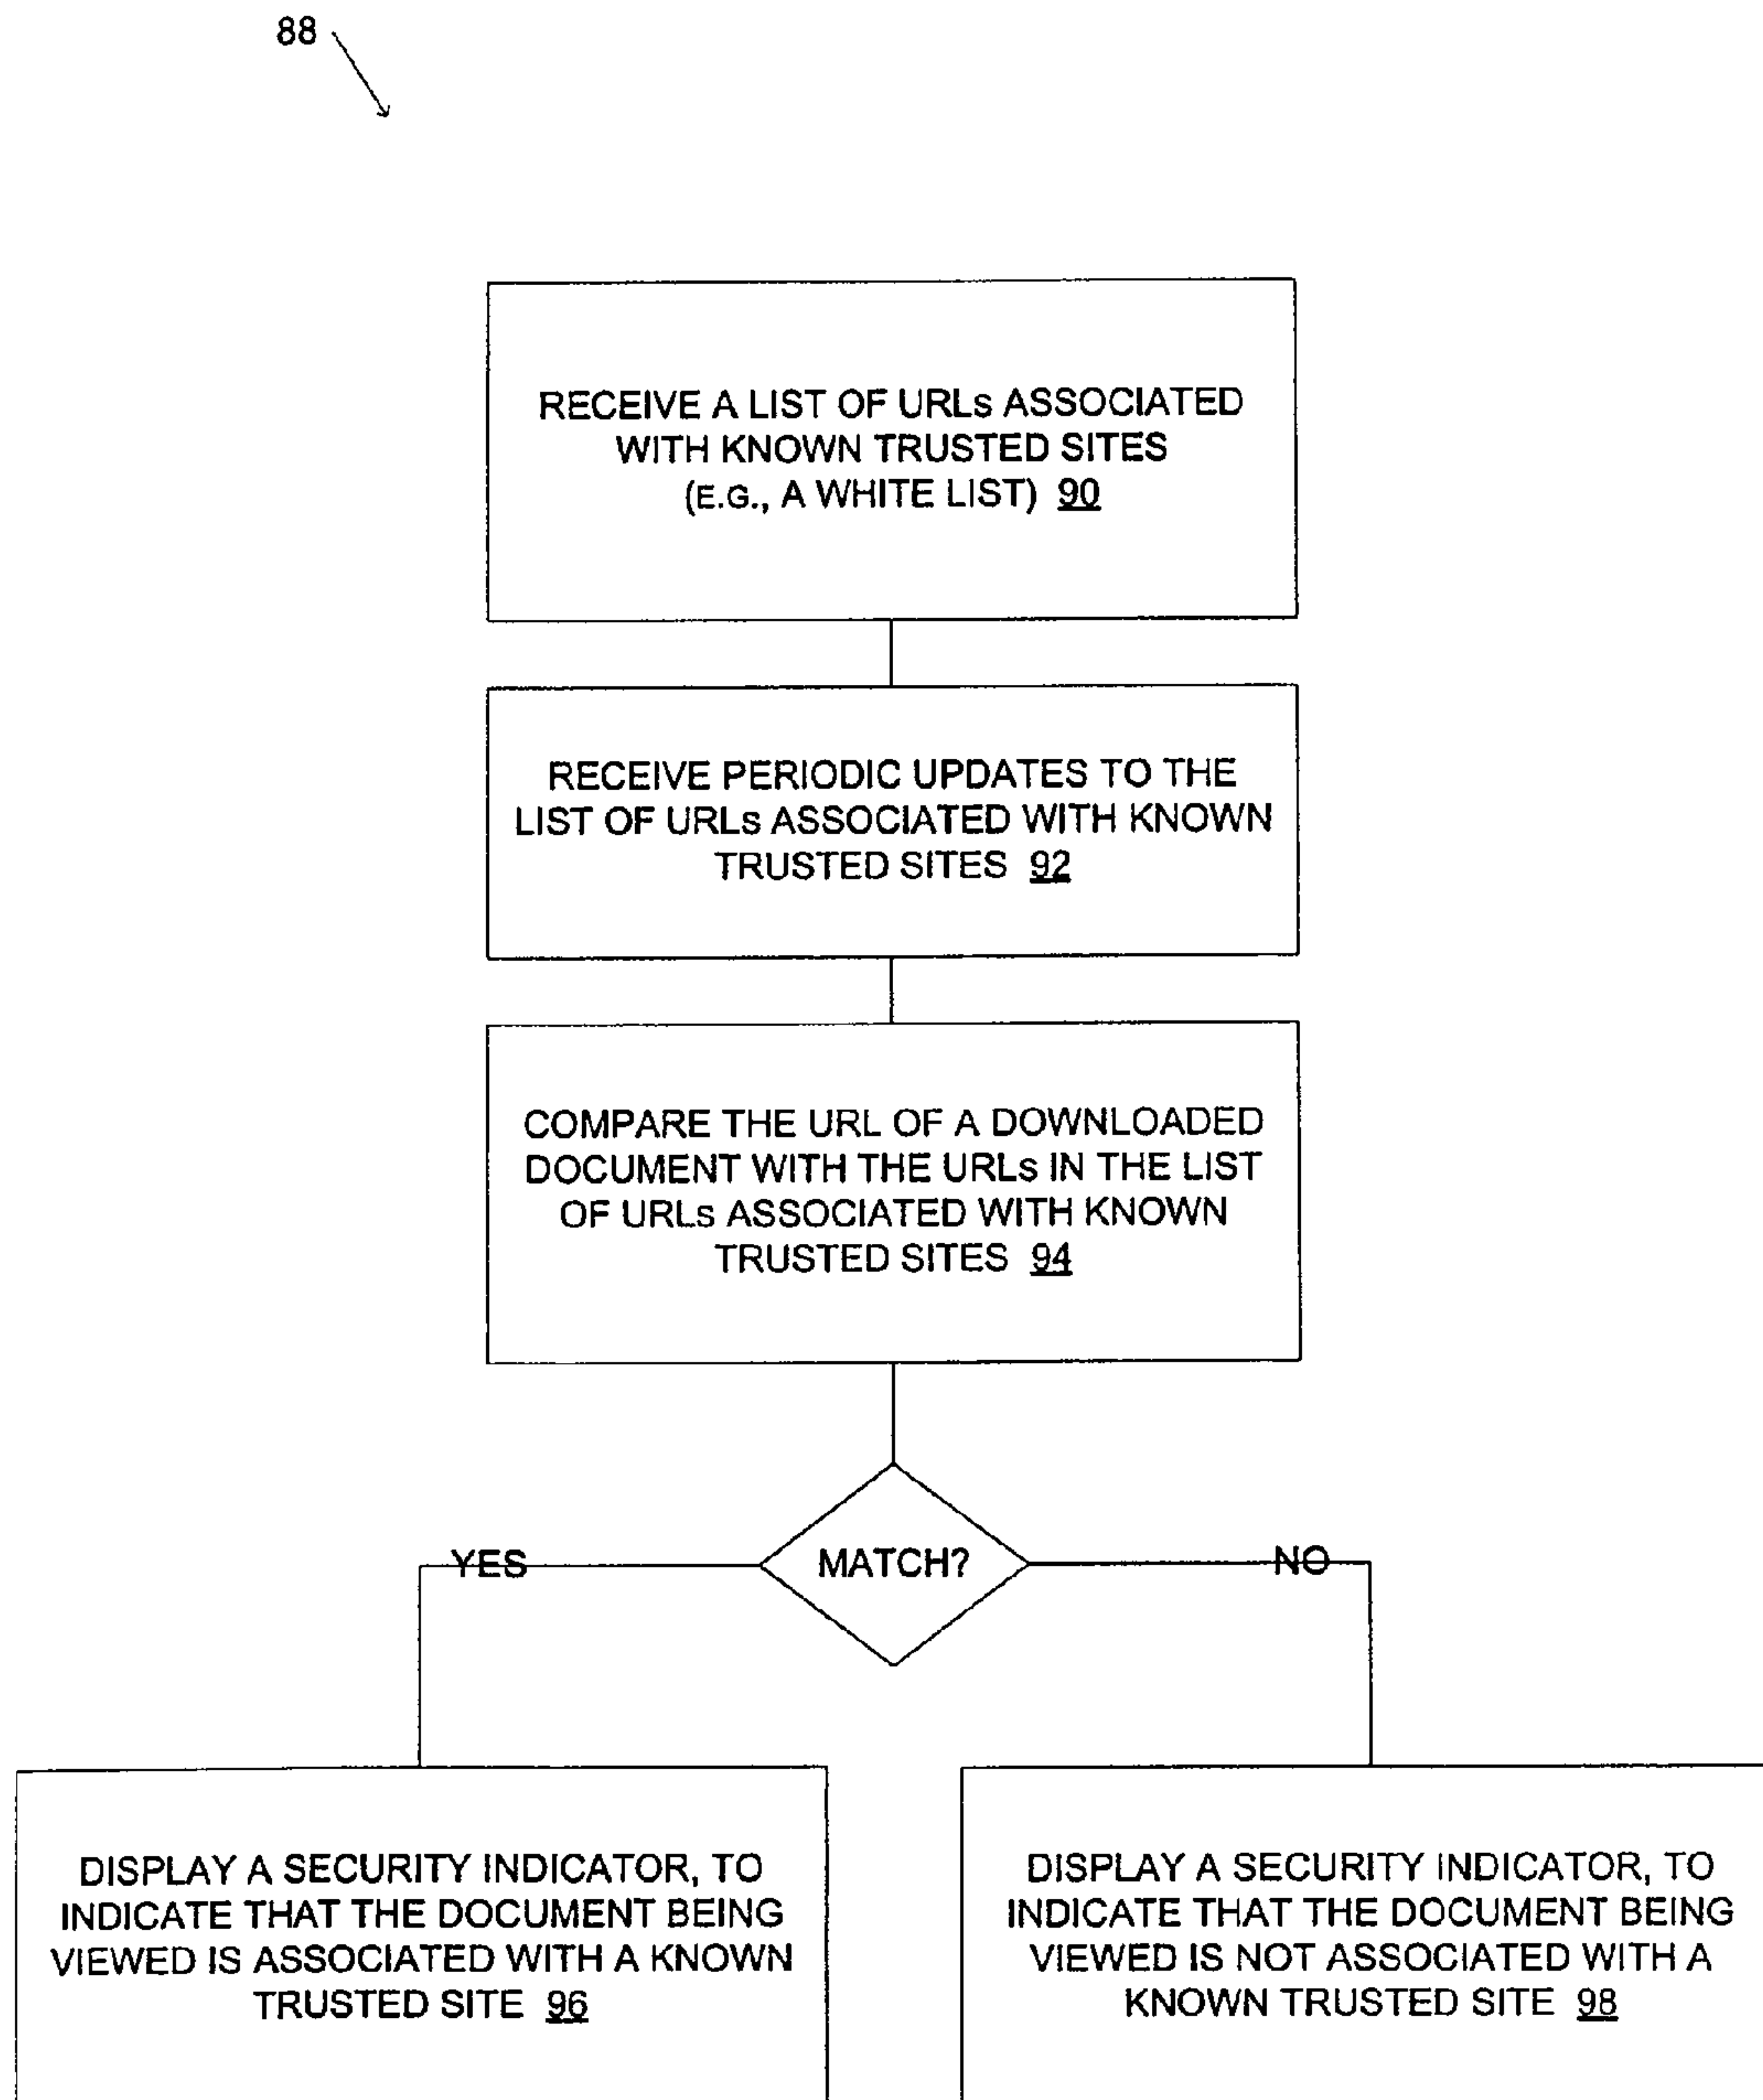 88
RECEIVE A LIST OF URLs ASSOCIATED
WITH KNOWN TRUSTED SITES
(E.G., A WHITE LIST) 90
RECEIVE PERIODIC UPDATES TO THE
LIST OF URLs ASSOCIATED WITH KNOWN
TRUSTED SITES 92
COMPARE THE URL OF A DOWNLOADED
DOCUMENT WITH THE URLs IN THE LIST
OF URLs ASSOCIATED WITH KNOWN
TRUSTED SITES 94
YES
MATCH?
NO
DISPLAY A SECURITY INDICATOR, TO
INDICATE THAT THE DOCUMENT BEING
VIEWED IS ASSOCIATED WITH A KNOWN
TRUSTED SITE 96
DISPLAY A SECURITY INDICATOR, TO
INDICATE THAT THE DOCUMENT BEING
VIEWED IS NOT ASSOCIATED WITH A
KNOWN TRUSTED SITE 98